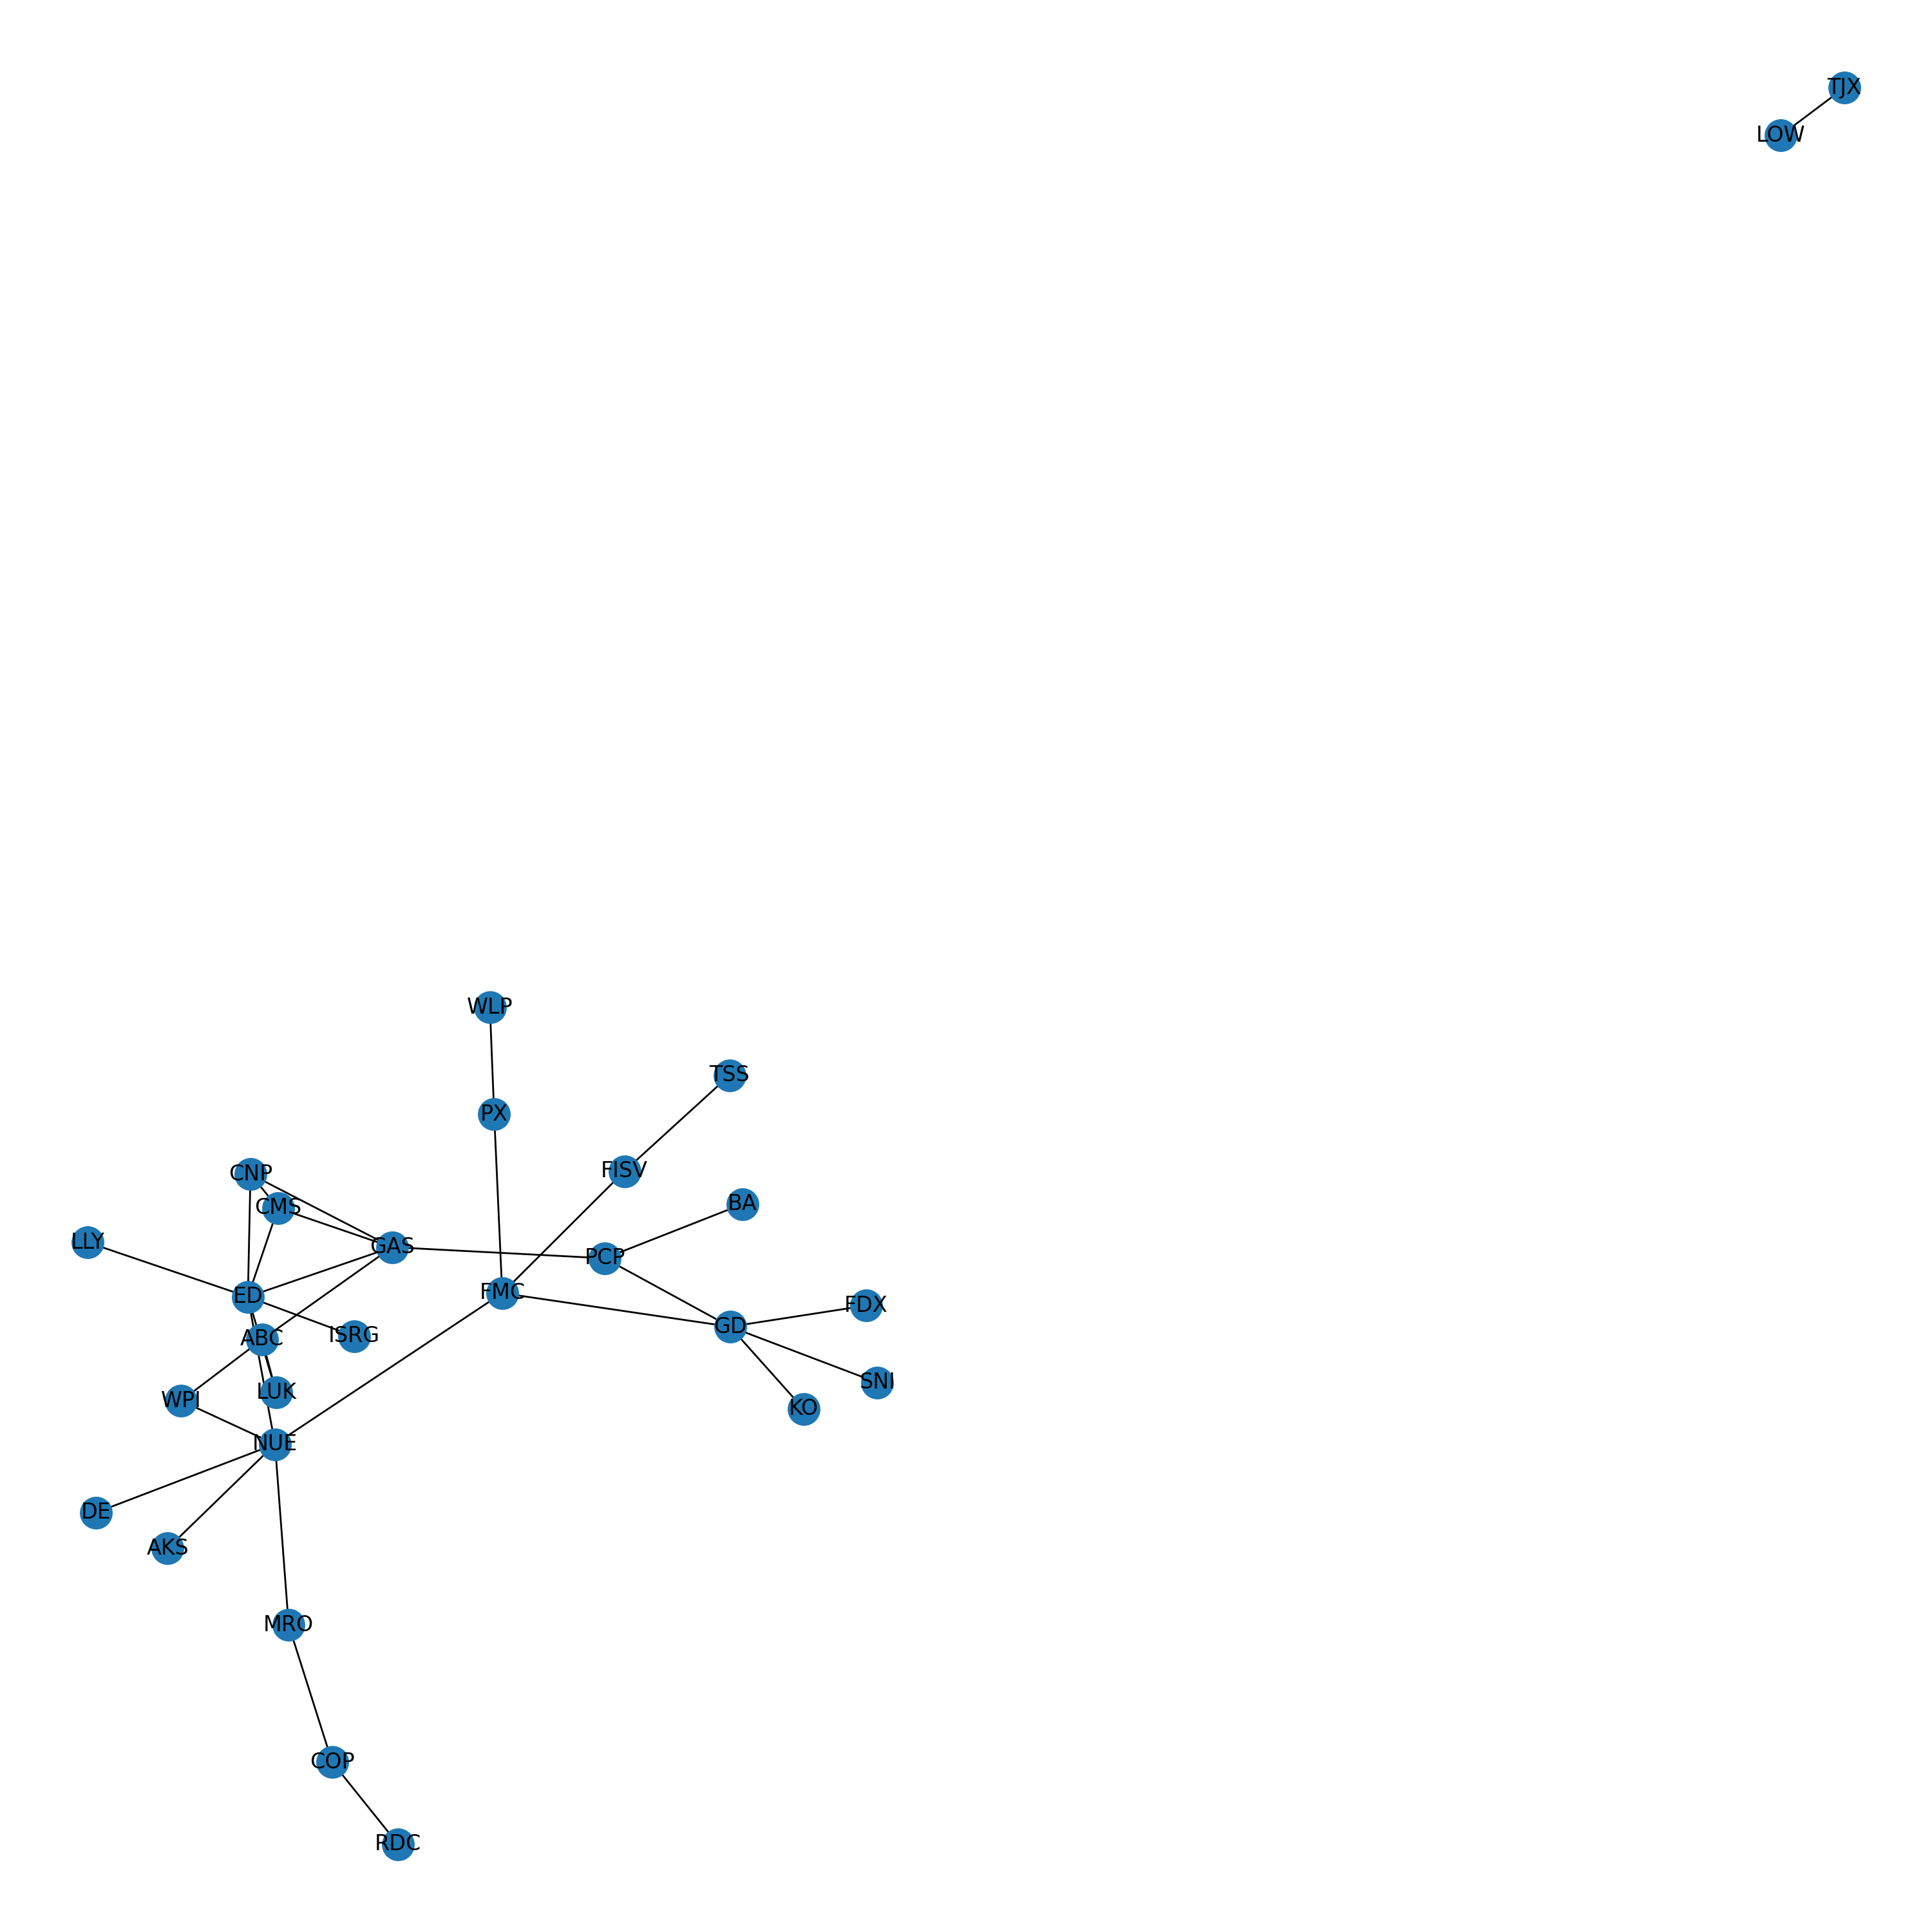 TJX
LOW
WLP
TSS
PX
FISV
CNP
BA
CMS
LLY
GAS
PCP
FMC
ED
FDX
GD
ISRG
ABC
SNI
LUK
WPI
KO
NUE
DE
AKS
MRO
COP
RDC